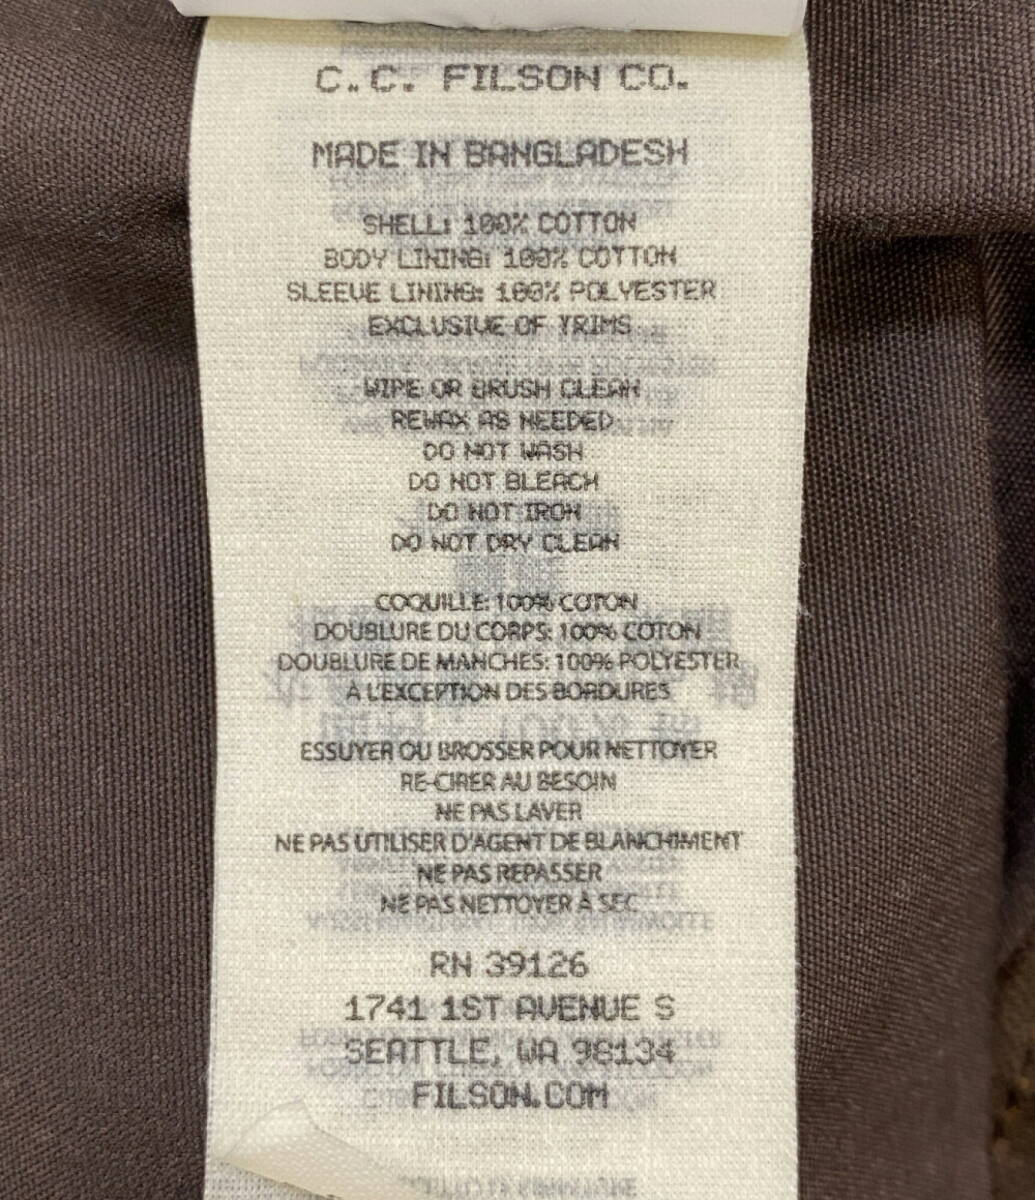 C.C. FILSON CO.
MADE IN BANGLADESH
SHELL: 100% COTTON
BODY LINING: 100% COTTON
SLEEVE LINING: 100% POLYESTER
EXCLUSIVE OF TRIMS
WIPE OR BRUSH CLEAN
REWAX AS NEEDED
DO NOT WASH
DO NOT BLEACH
DO NOT IRON
DO NOT DRY CLEAN
COQUILLE: 100% COTON
DOUBLURE DU CORPS: 100% COTON
DOUBLURE DE MANCHES: 100% POLYESTER
A L'EXCEPTION DES BORDURES
ESSUYER OU BROSSER POUR NETTOYER
RE-CIRER AU BESOIN
NE PAS LAVER
NE PAS UTILISER D'AGENT DE BLANCHIMENT
NE PAS REPASSER
NE PAS NETTOYER À SEC
RN 39126
1741 1ST AVENUE S
SEATTLE, WA 98134
FILSON.COM